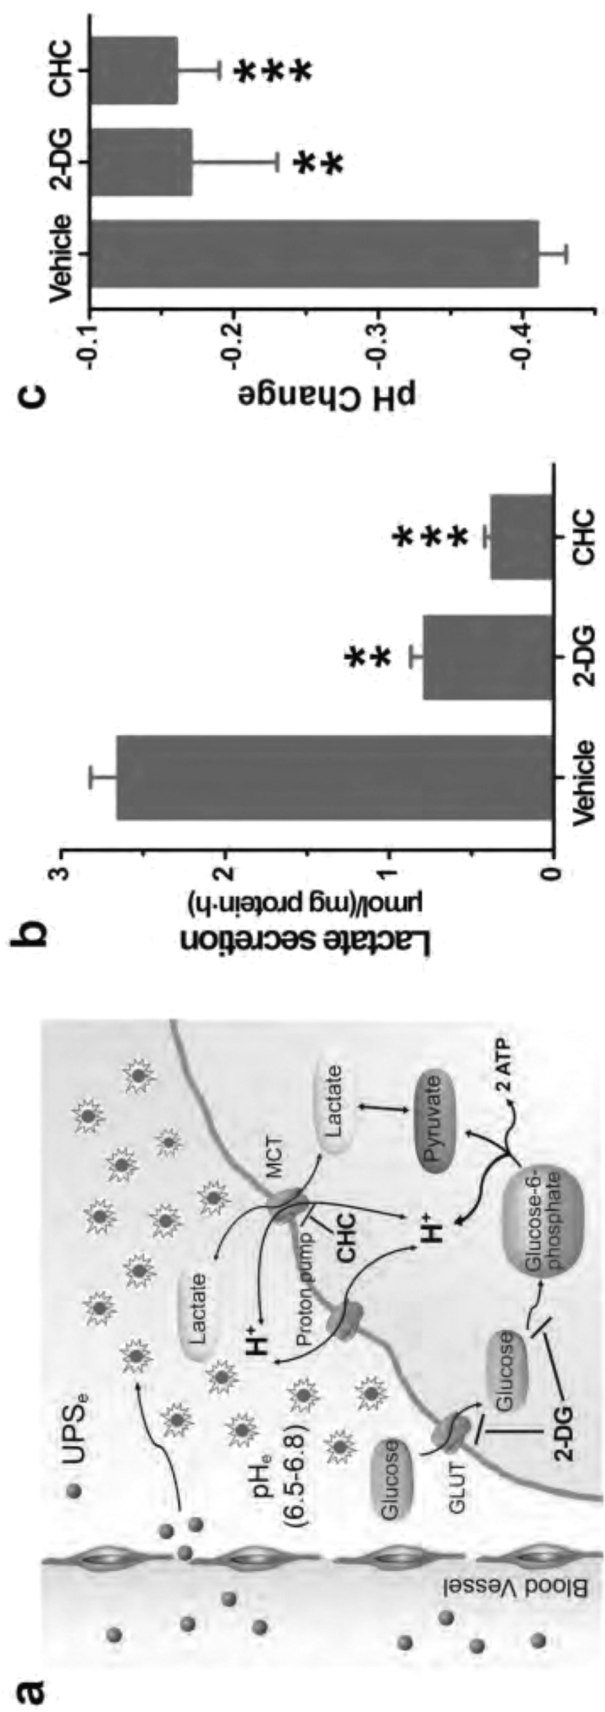 a
UPSₑ
pHₑ
(6.5-6.8)
Blood Vessel
Lactate
H⁺
MCT
Proton pump
CHC
Lactate
Pyruvate
H⁺
2 ATP
Glucose
GLUT
Glucose
Glucose-6-
phosphate
2-DG
b
Lactate secretion
μmol/(mg protein·h)
3
2
1
0
**
***
Vehicle
2-DG
CHC
c
Vehicle
2-DG
CHC
pH Change
-0.1
-0.2
-0.3
-0.4
**
***